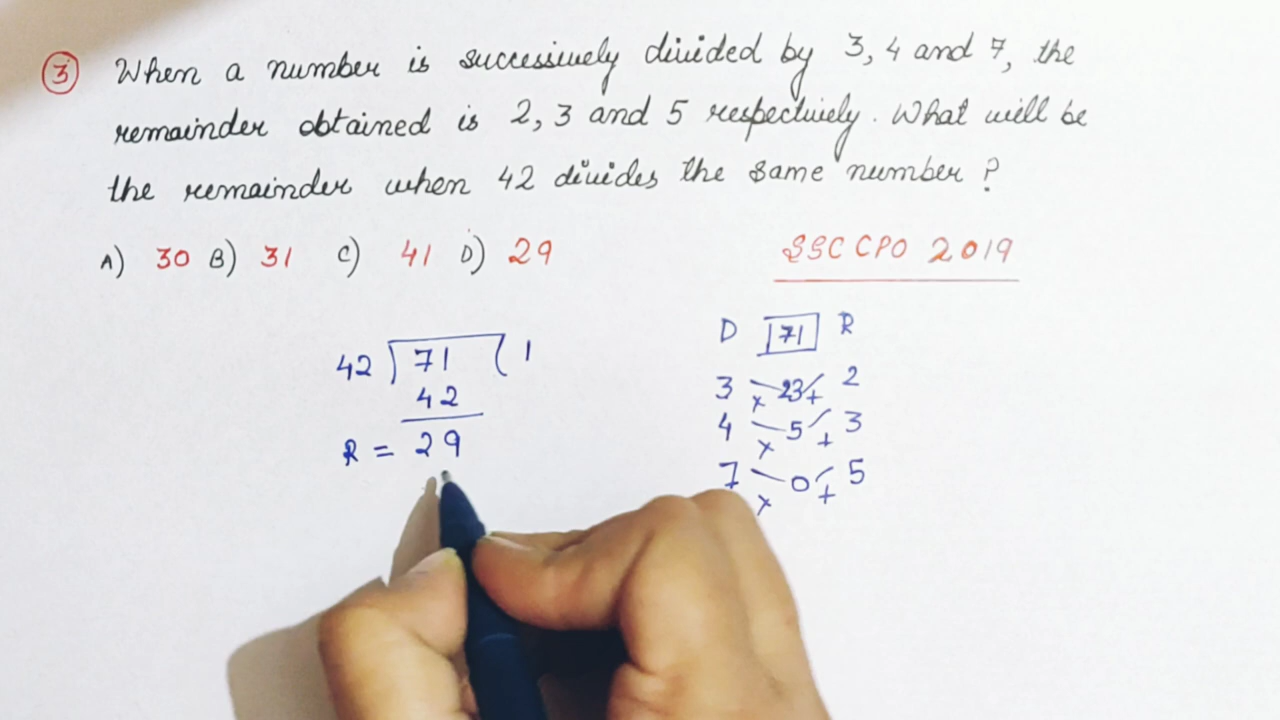 3 When a number is successively divided by 3, 4 and 7, the
remainder obtained is 2, 3 and 5 respectively. What will be
the remainder when 42 divides the same number ?
A) 30 B) 31 C) 41 D) 29
SSC CPO 2019
42 ) 71 ( 1
42
R = 29
D 71 R
3 × 23 + 2
4 × 5 + 3
7 × 0 + 5